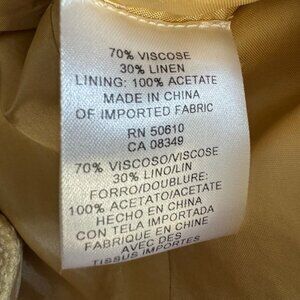 70% VISCOSE
30% LINEN
LINING: 100% ACETATE
MADE IN CHINA
OF IMPORTED FABRIC
RN 50610
CA 08349
70% VISCOSO/VISCOSE
30% LINO/LIN
FORRO/DOUBLURE:
100% ACETATO/ACETATE
HECHO EN CHINA
CON TELA IMPORTADA
FABRIQUE EN CHINE
AVEC DES
TISSUS IMPORTES